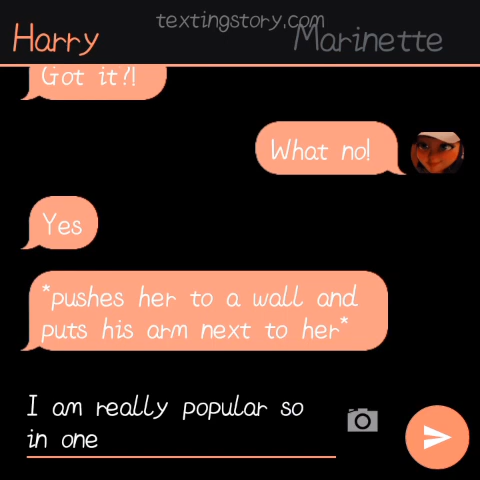 textingstory.com
Harry
Marinette
Got it?!
What no!
Yes
*pushes her to a wall and
puts his arm next to her*
I am really popular so
in one